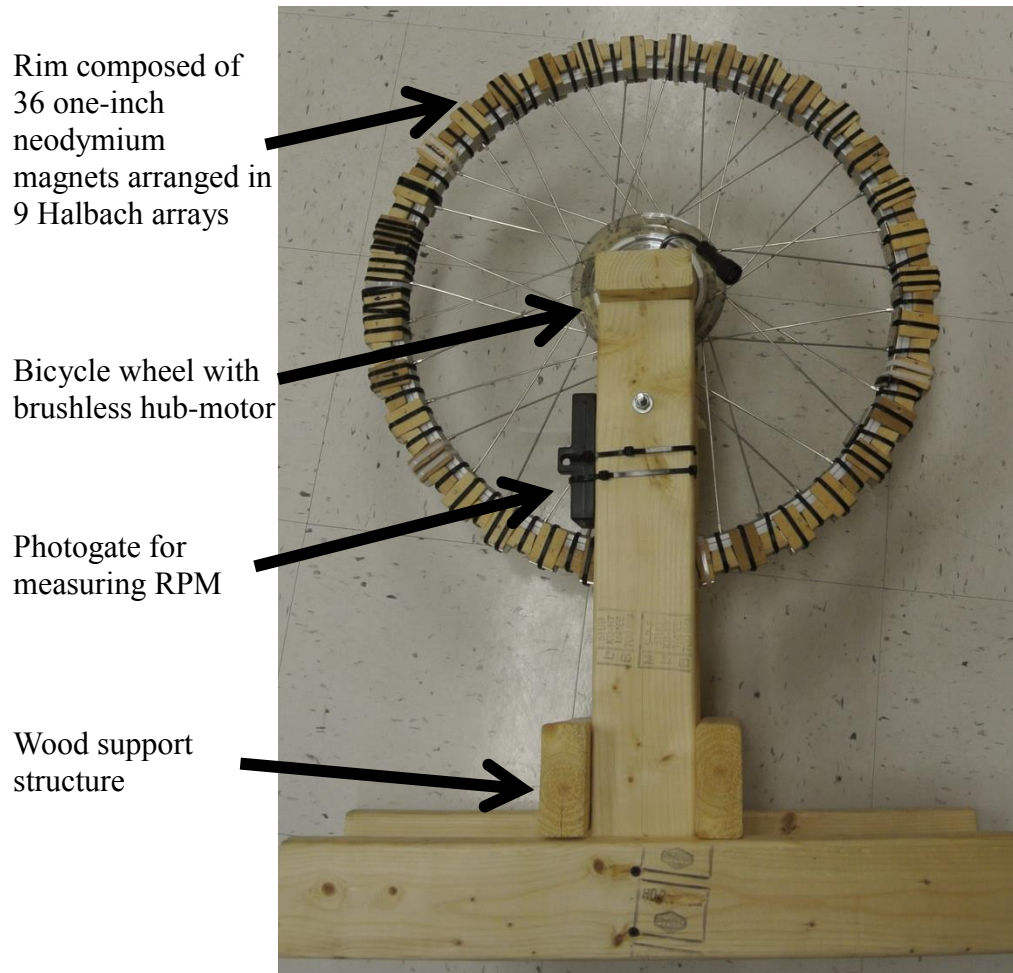 Rim composed of
36 one-inch
neodymium
magnets arranged in
9 Halbach arrays
Bicycle wheel with
brushless hub-motor
Photogate for
measuring RPM
Wood support
structure